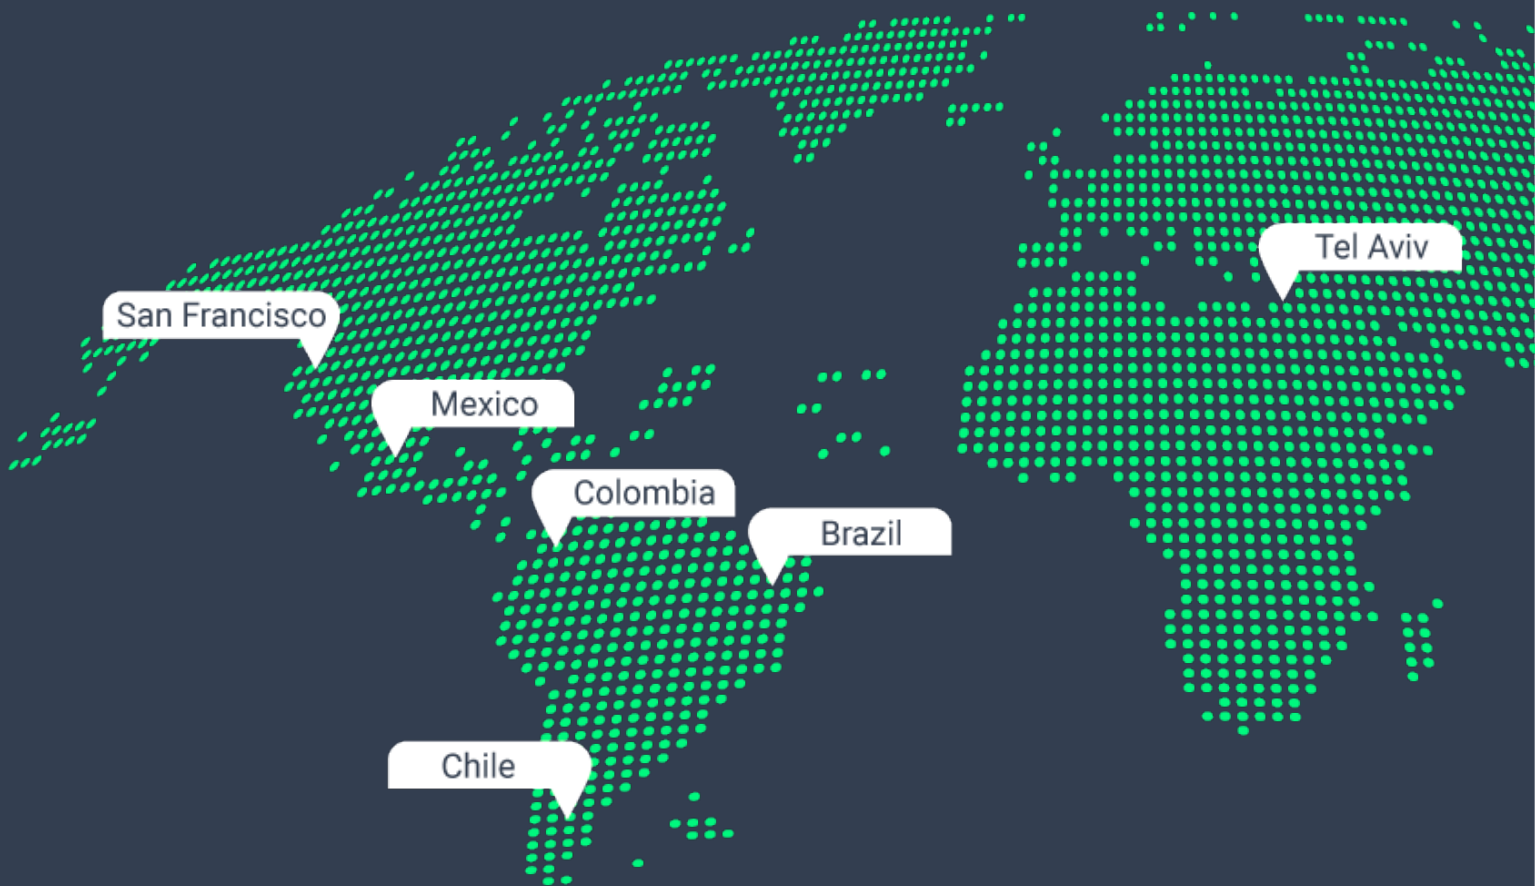 Tel Aviv
San Francisco
Mexico
Colombia
Brazil
Chile